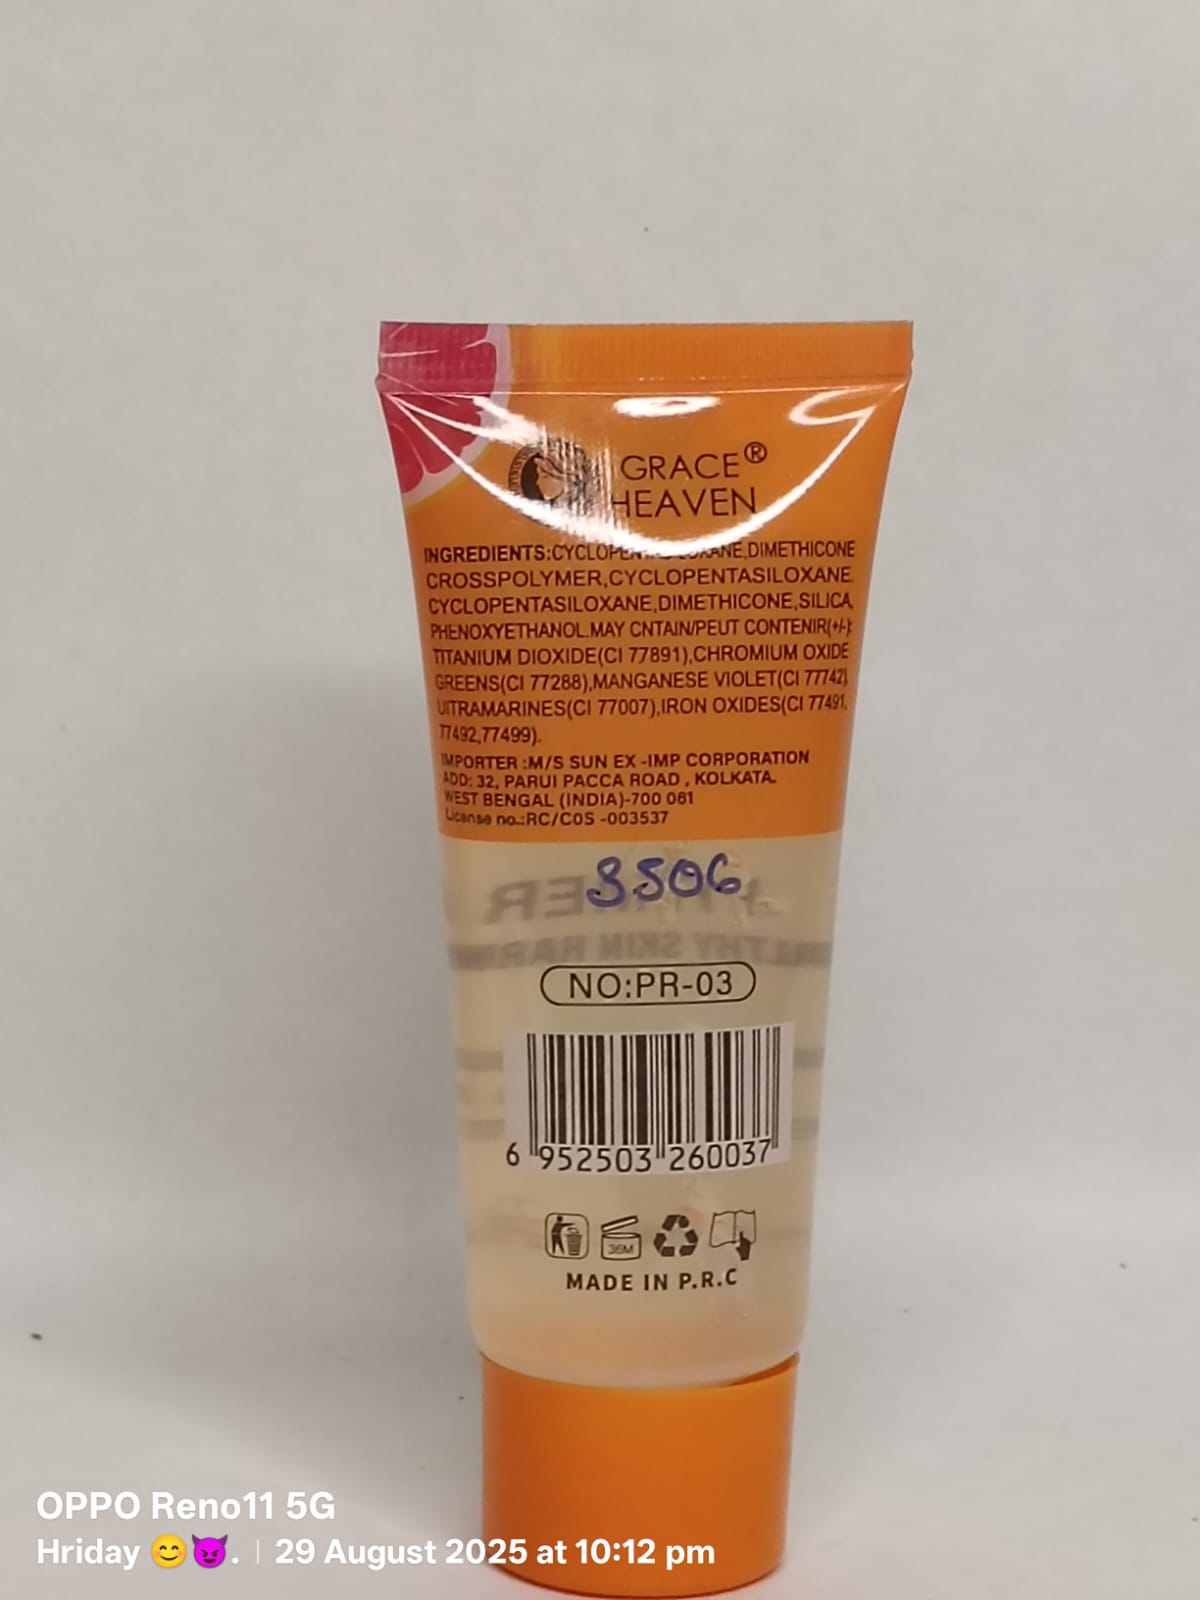 GRACE®
HEAVEN
INGREDIENTS:CYCLOPENTASILOXANE,DIMETHICONE
CROSSPOLYMER,CYCLOPENTASILOXANE.
CYCLOPENTASILOXANE,DIMETHICONE,SILICA,
PHENOXYETHANOL.MAY CNTAIN/PEUT CONTENIR(+/-):
TITANIUM DIOXIDE(CI 77891),CHROMIUM OXIDE
GREENS(CI 77288),MANGANESE VIOLET(CI 77742),
UITRAMARINES(CI 77007),IRON OXIDES(CI 77491,
77492,77499).
IMPORTER :M/S SUN EX -IMP CORPORATION
ADD: 32, PARUI PACCA ROAD , KOLKATA.
WEST BENGAL (INDIA)-700 061
License no.:RC/COS -003537
3506
NO:PR-03
6 952503 260037
36M
MADE IN P.R.C
OPPO Reno11 5G
Hriday 😊😈. | 29 August 2025 at 10:12 pm